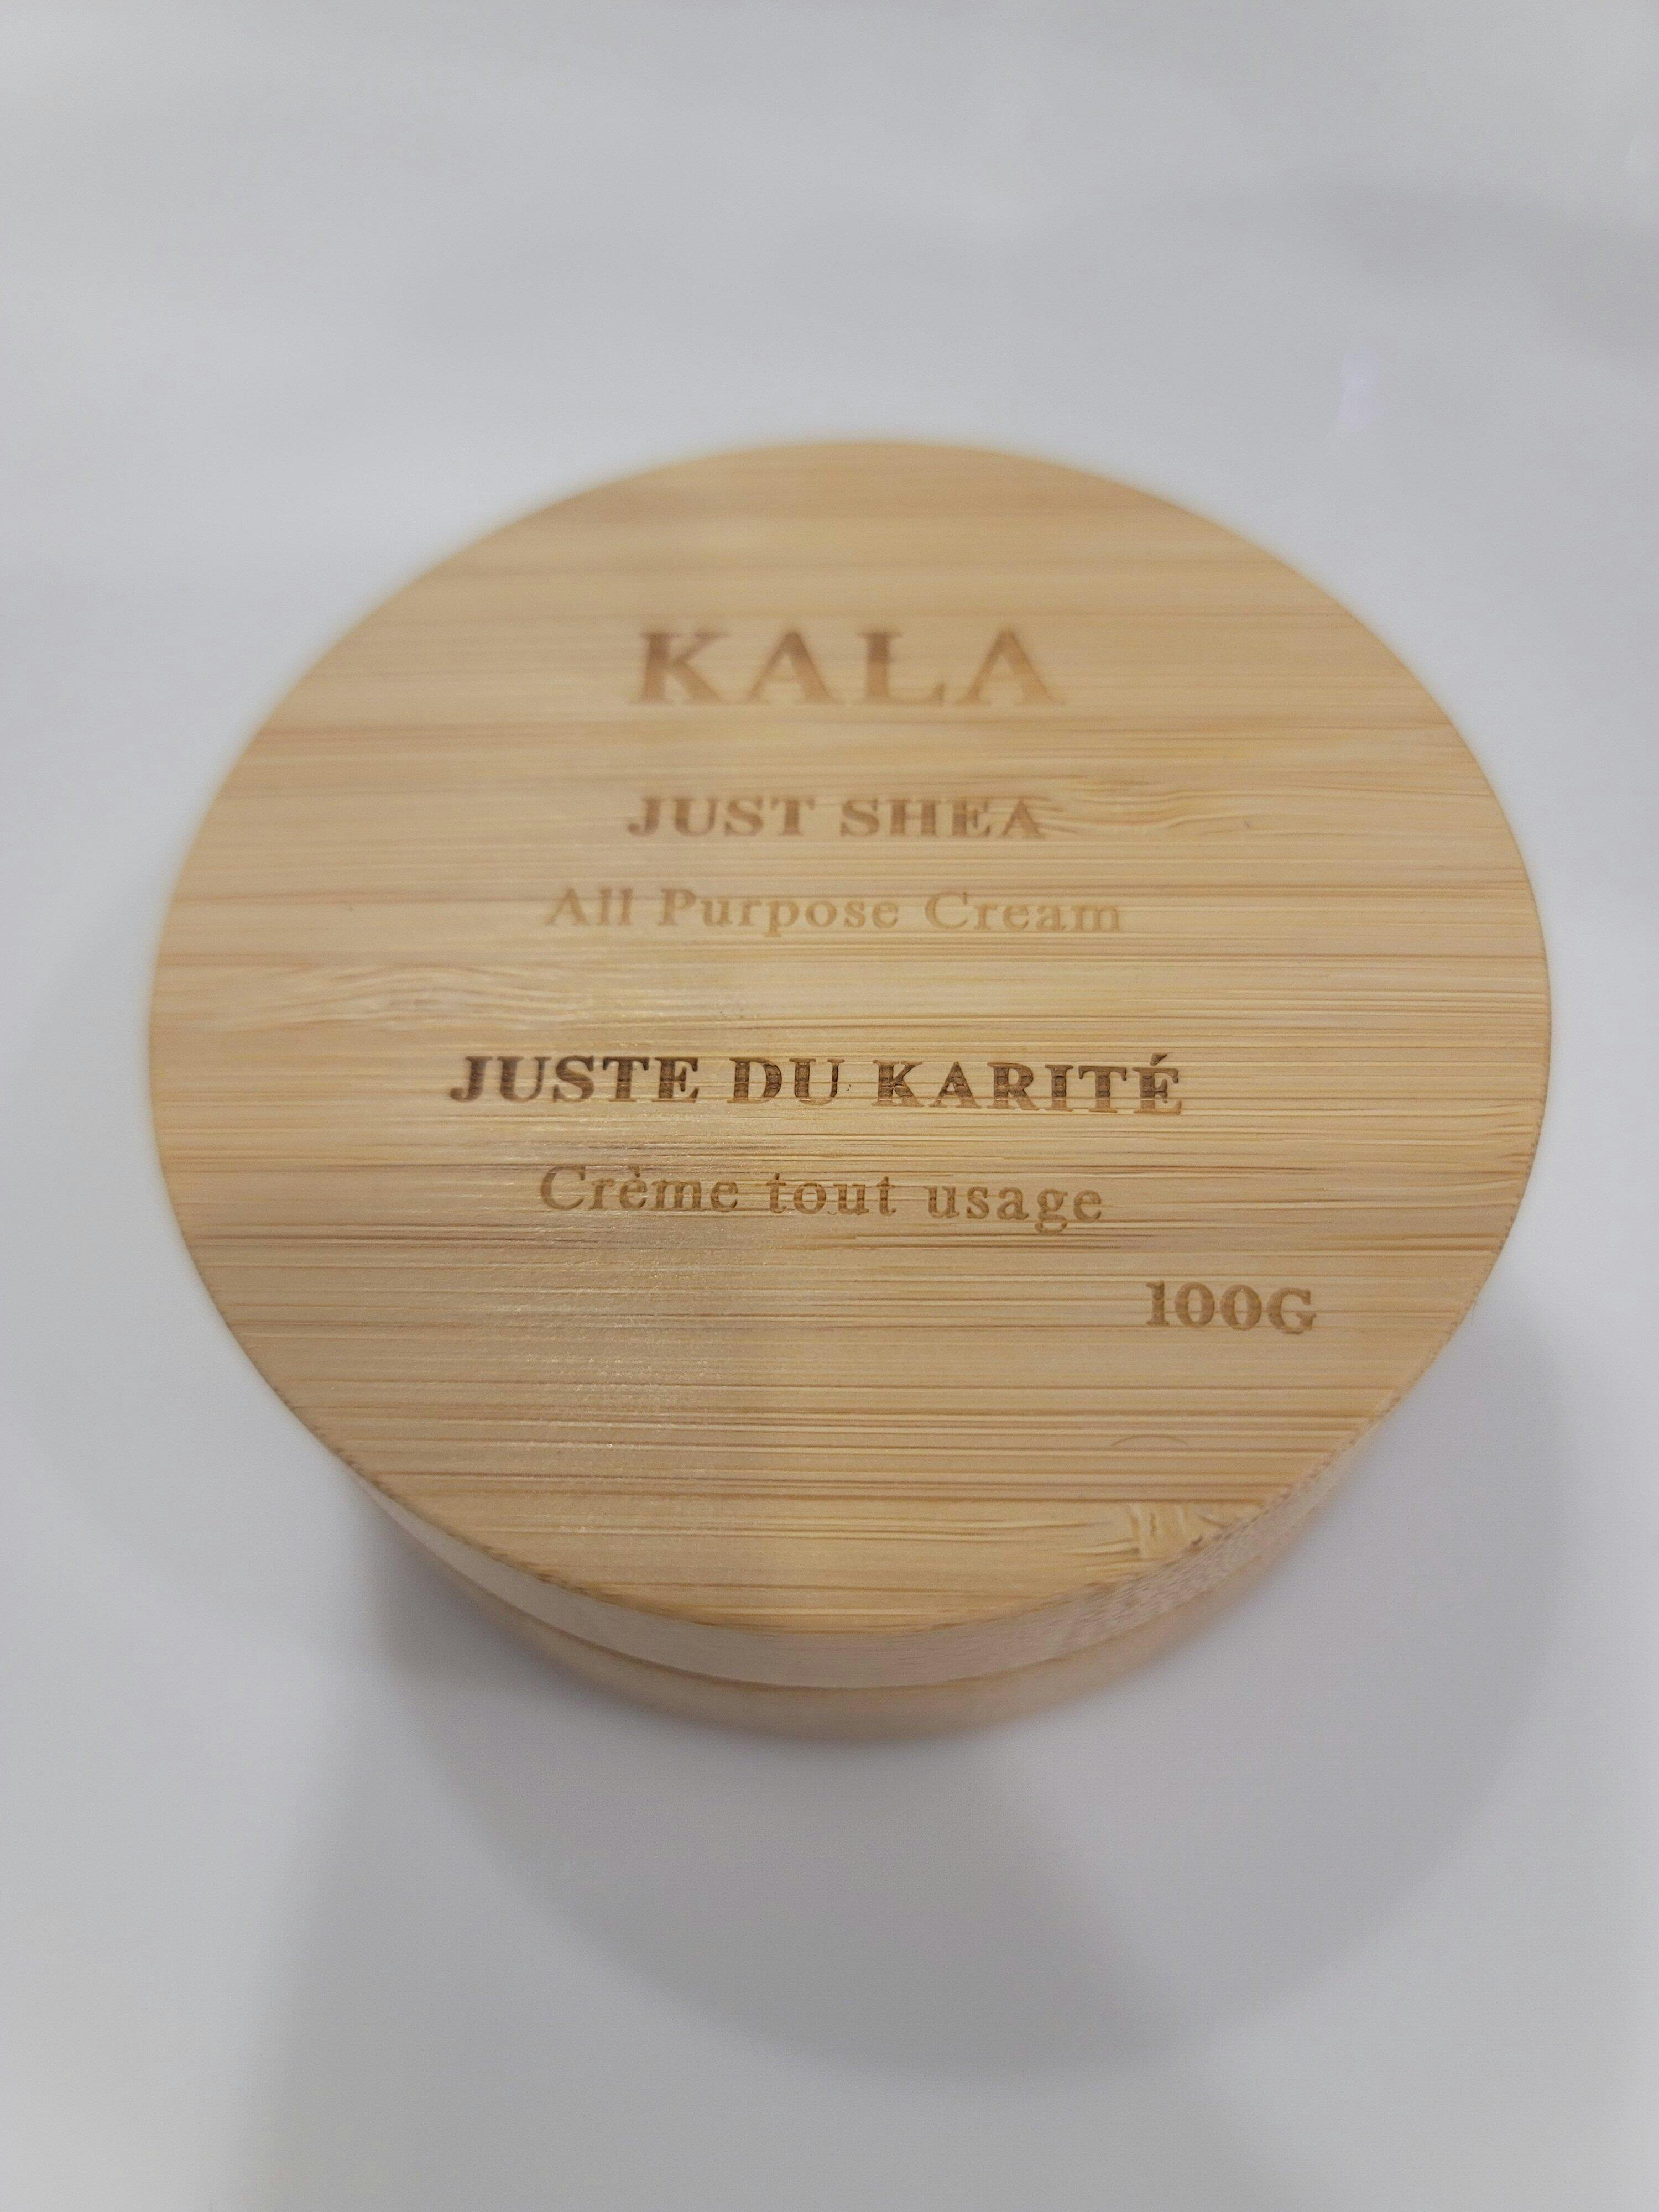 KALA
JUST SHEA
All Purpose Cream
JUSTE DU KARITÉ
Crème tout usage
100G